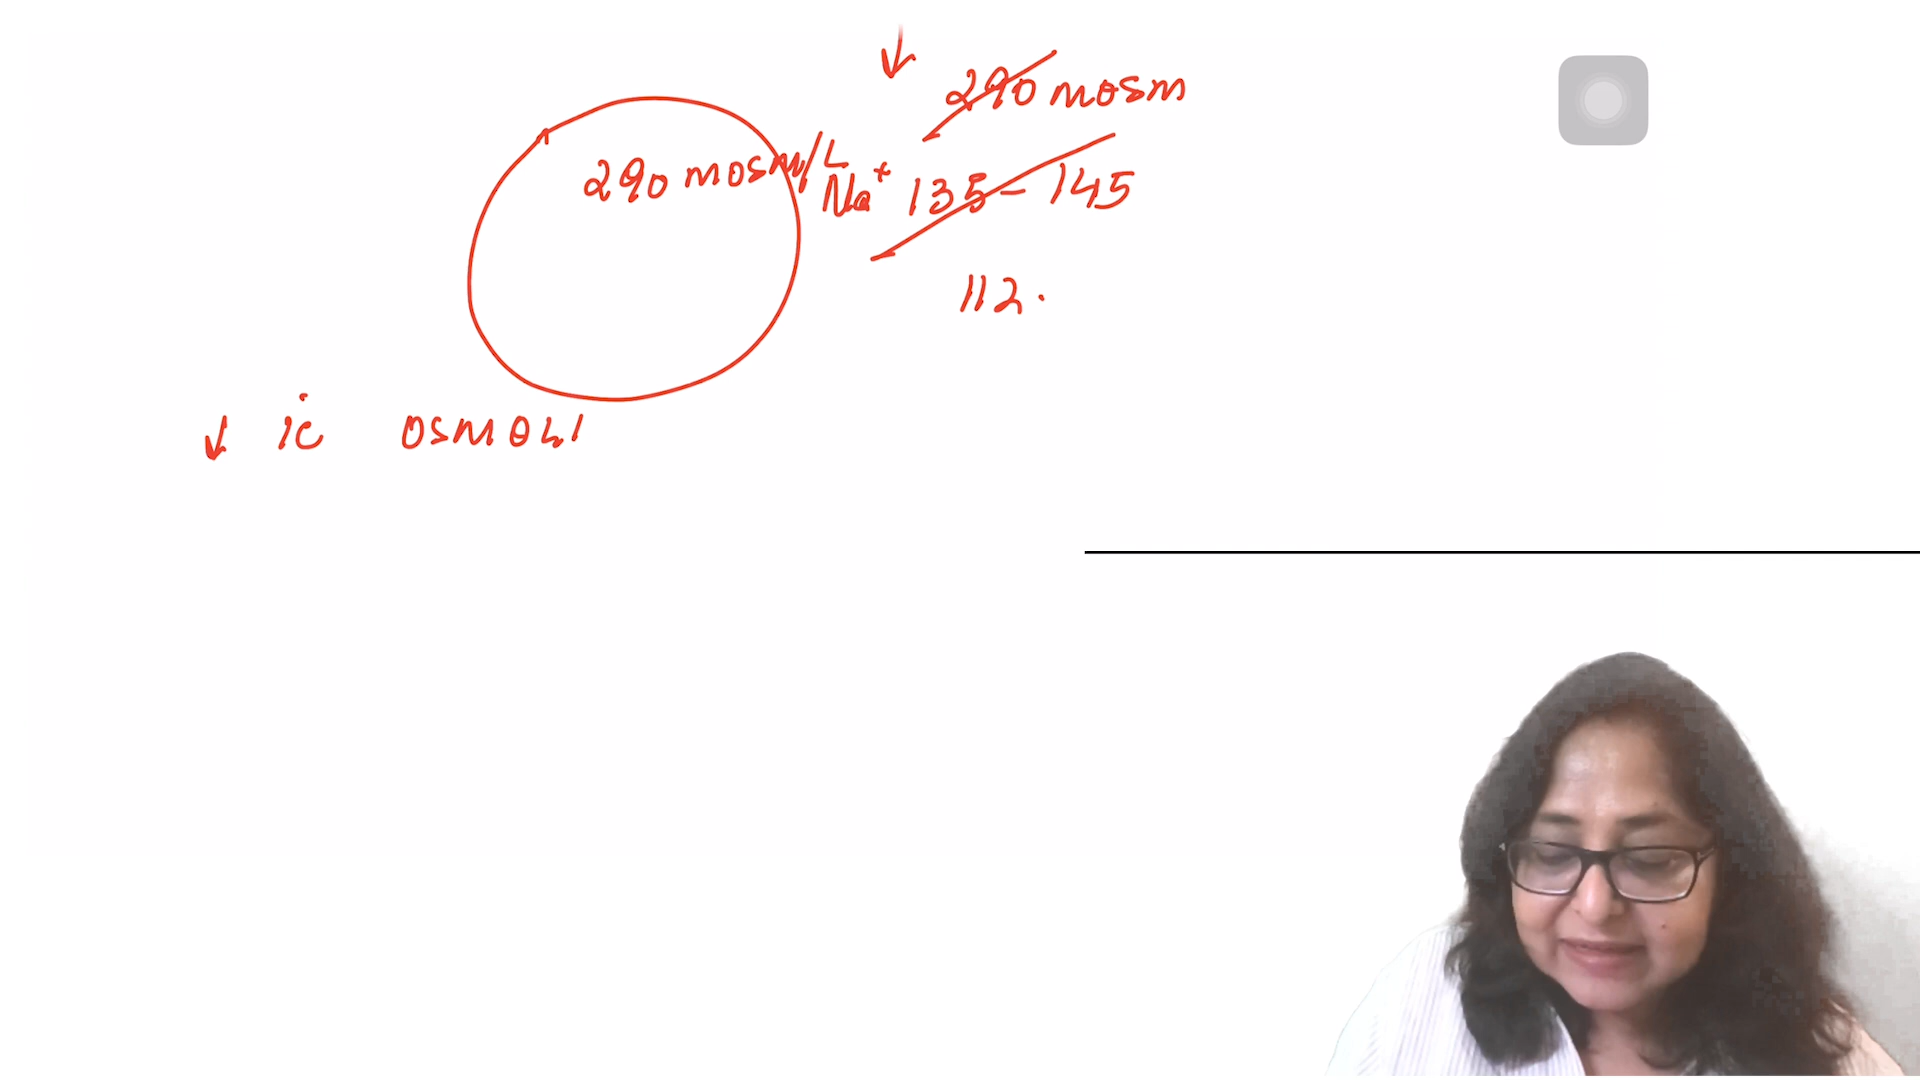 ↓ 290 mosm
290 mosm/L
Na+ 135 - 145
112.
↓ ic osmol